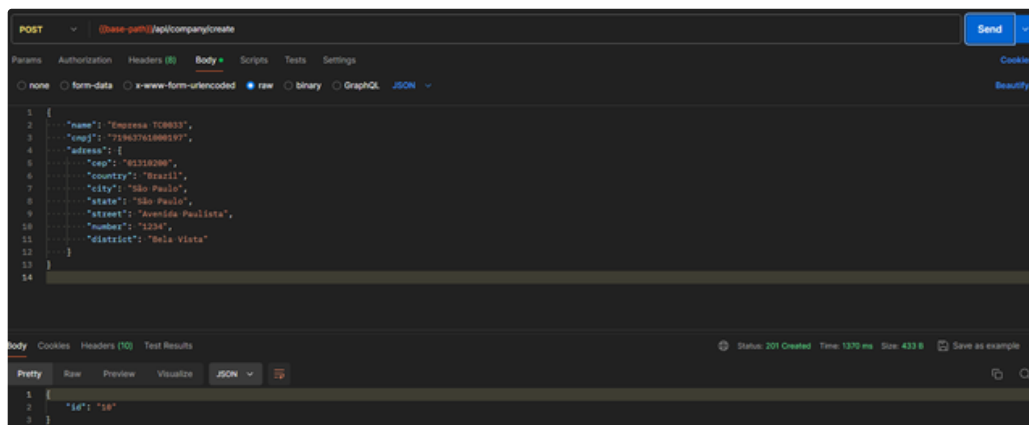 POST {{base-path}}/api/company/create Send
Params Authorization Headers (8) Body Scripts Tests Settings Cookie
none form-data x-www-form-urlencoded raw binary GraphQL JSON Beautify
1 {
2 "name": "Empresa TC0033",
3 "cnpj": "71963761000197",
4 "adress": {
5 "cep": "01310200",
6 "country": "Brazil",
7 "city": "São Paulo",
8 "state": "São Paulo",
9 "street": "Avenida Paulista",
10 "number": "1234",
11 "district": "Bela Vista"
12 }
13 }
14
Body Cookies Headers (10) Test Results Status: 201 Created Time: 1370 ms Size: 433 B Save as example
Pretty Raw Preview Visualize JSON
1 {
2 "id": "10"
3 }